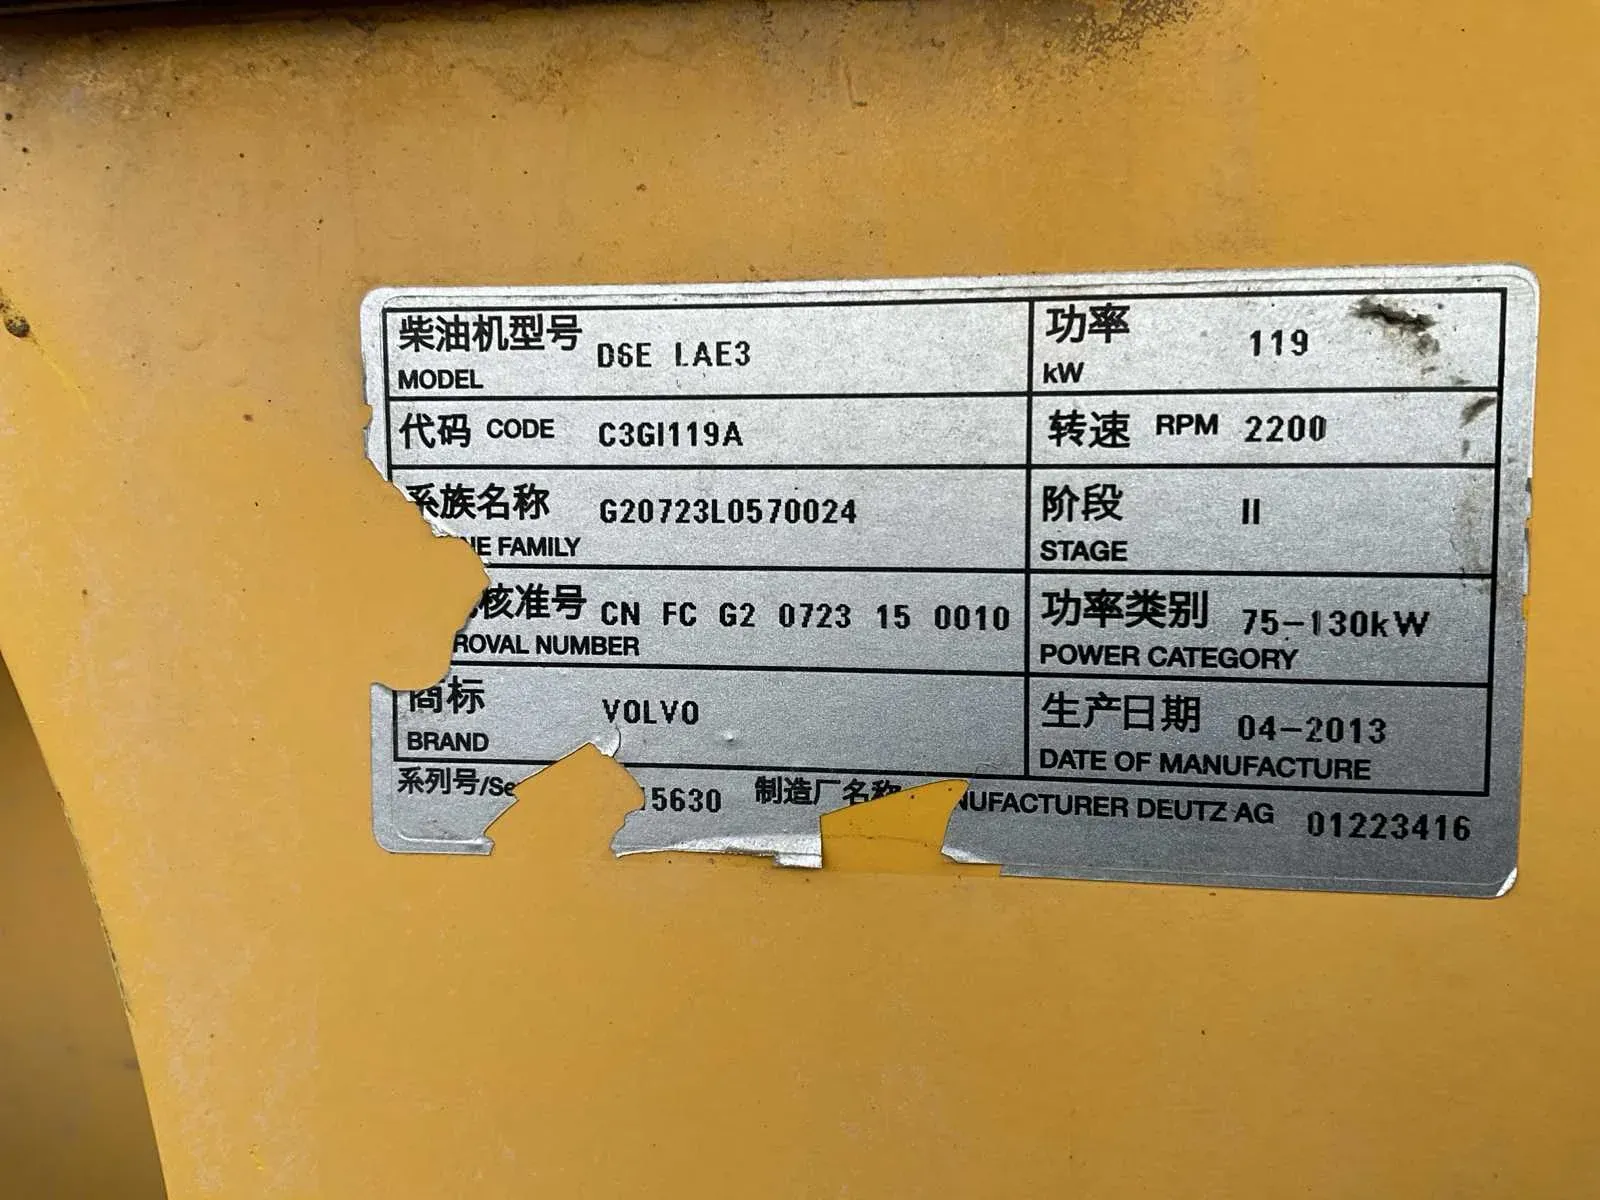 柴油机型号 D6E LAE3
MODEL
功率 119
kW
代码 CODE C3GI119A
转速 RPM 2200
系族名称 G20723L0570024
NE FAMILY
阶段 II
STAGE
核准号 CN FC G2 0723 15 0010
ROVAL NUMBER
功率类别 75-130kW
POWER CATEGORY
商标 VOLVO
BRAND
生产日期 04-2013
DATE OF MANUFACTURE
系列号/Se 15630 制造厂名称 NUFACTURER DEUTZ AG 01223416